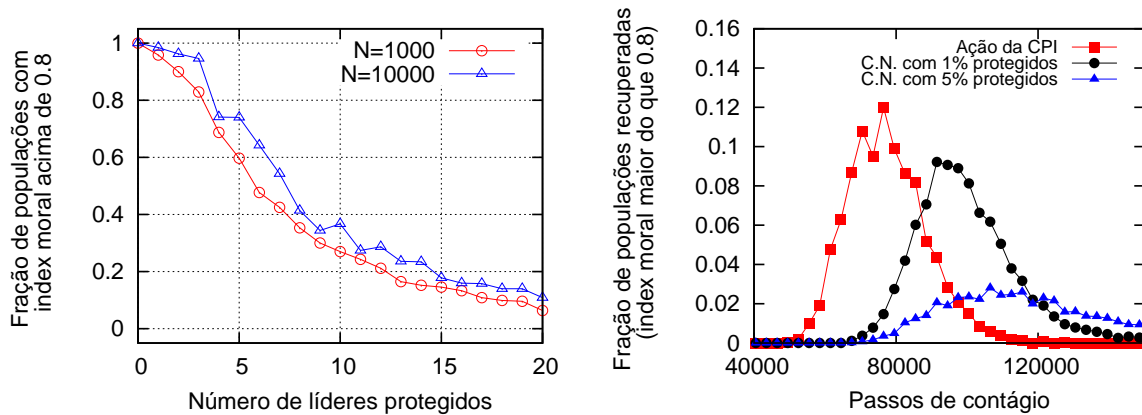 Fração de populações com
index moral acima de 0.8
1
0.8
0.6
0.4
0.2
0
N=1000
N=10000
0
5
10
15
20
Número de líderes protegidos
Fração de populações recuperadas
(index moral maior do que 0.8)
0.16
0.14
0.12
0.1
0.08
0.06
0.04
0.02
0
Ação da CPI
C.N. com 1% protegidos
C.N. com 5% protegidos
40000
80000
120000
Passos de contágio